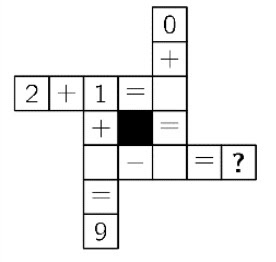 0
+
2 + 1 =
+ =
− = ?
=
9